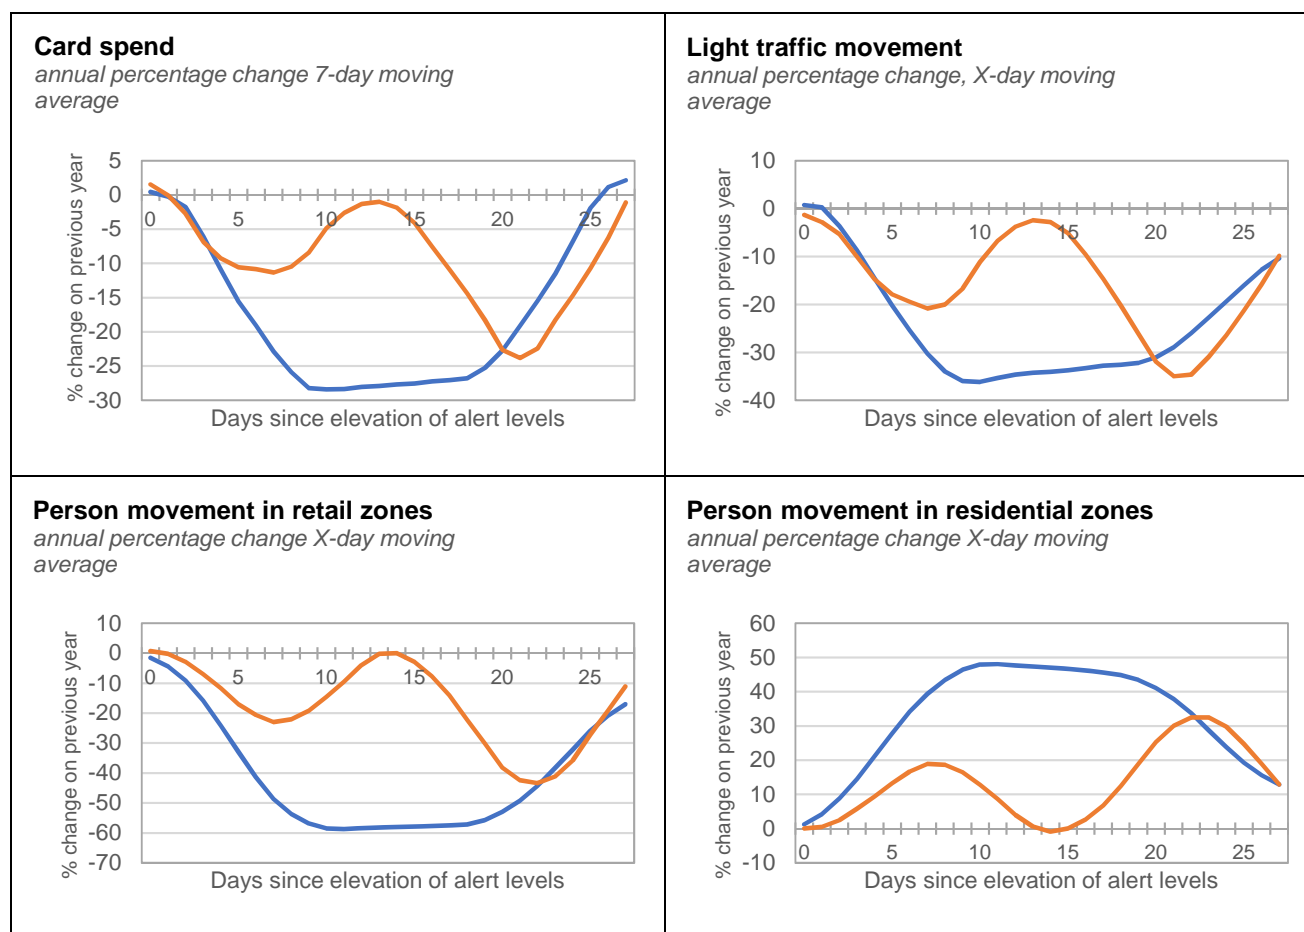 Card spend
annual percentage change 7-day moving
average
% change on previous year
5
0
-5
-10
-15
-20
-25
-30
0 5 10 15 20 25
Days since elevation of alert levels
Light traffic movement
annual percentage change, X-day moving
average
% change on previous year
10
0
-10
-20
-30
-40
0 5 10 15 20 25
Days since elevation of alert levels
Person movement in retail zones
annual percentage change X-day moving
average
% change on previous year
10
0
-10
-20
-30
-40
-50
-60
-70
0 5 10 15 20 25
Days since elevation of alert levels
Person movement in residential zones
annual percentage change X-day moving
average
% change on previous year
60
50
40
30
20
10
0
-10
0 5 10 15 20 25
Days since elevation of alert levels